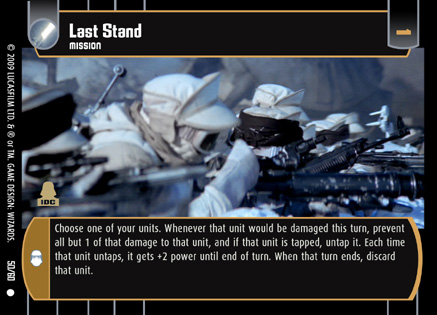 Last Stand
MISSION
1
© 2009 LUCASFILM LTD. & ® or TM. GAME DESIGN: WIZARDS.
50/60
IDC
Choose one of your units. Whenever that unit would be damaged this turn, prevent
all but 1 of that damage to that unit, and if that unit is tapped, untap it. Each time
that unit untaps, it gets +2 power until end of turn. When that turn ends, discard
that unit.